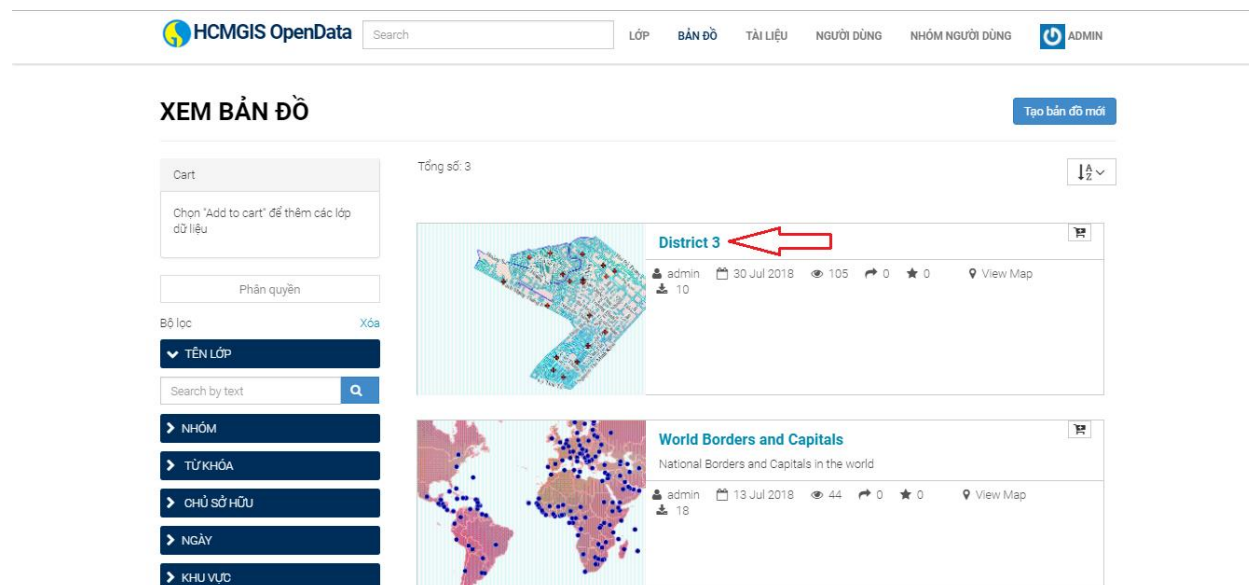 HCMGIS OpenData
Search
LỚP
BẢN ĐỒ
TÀI LIỆU
NGƯỜI DÙNG
NHÓM NGƯỜI DÙNG
ADMIN
XEM BẢN ĐỒ
Tạo bản đồ mới
Cart
Chọn "Add to cart" để thêm các lớp
dữ liệu
Phân quyền
Bộ lọc
Xóa
TÊN LỚP
Search by text
NHÓM
TỪ KHÓA
CHỦ SỞ HỮU
NGÀY
KHU VỰC
Tổng số: 3
District 3
admin 30 Jul 2018 105 0 0 View Map
10
World Borders and Capitals
National Borders and Capitals in the world
admin 13 Jul 2018 44 0 0 View Map
18